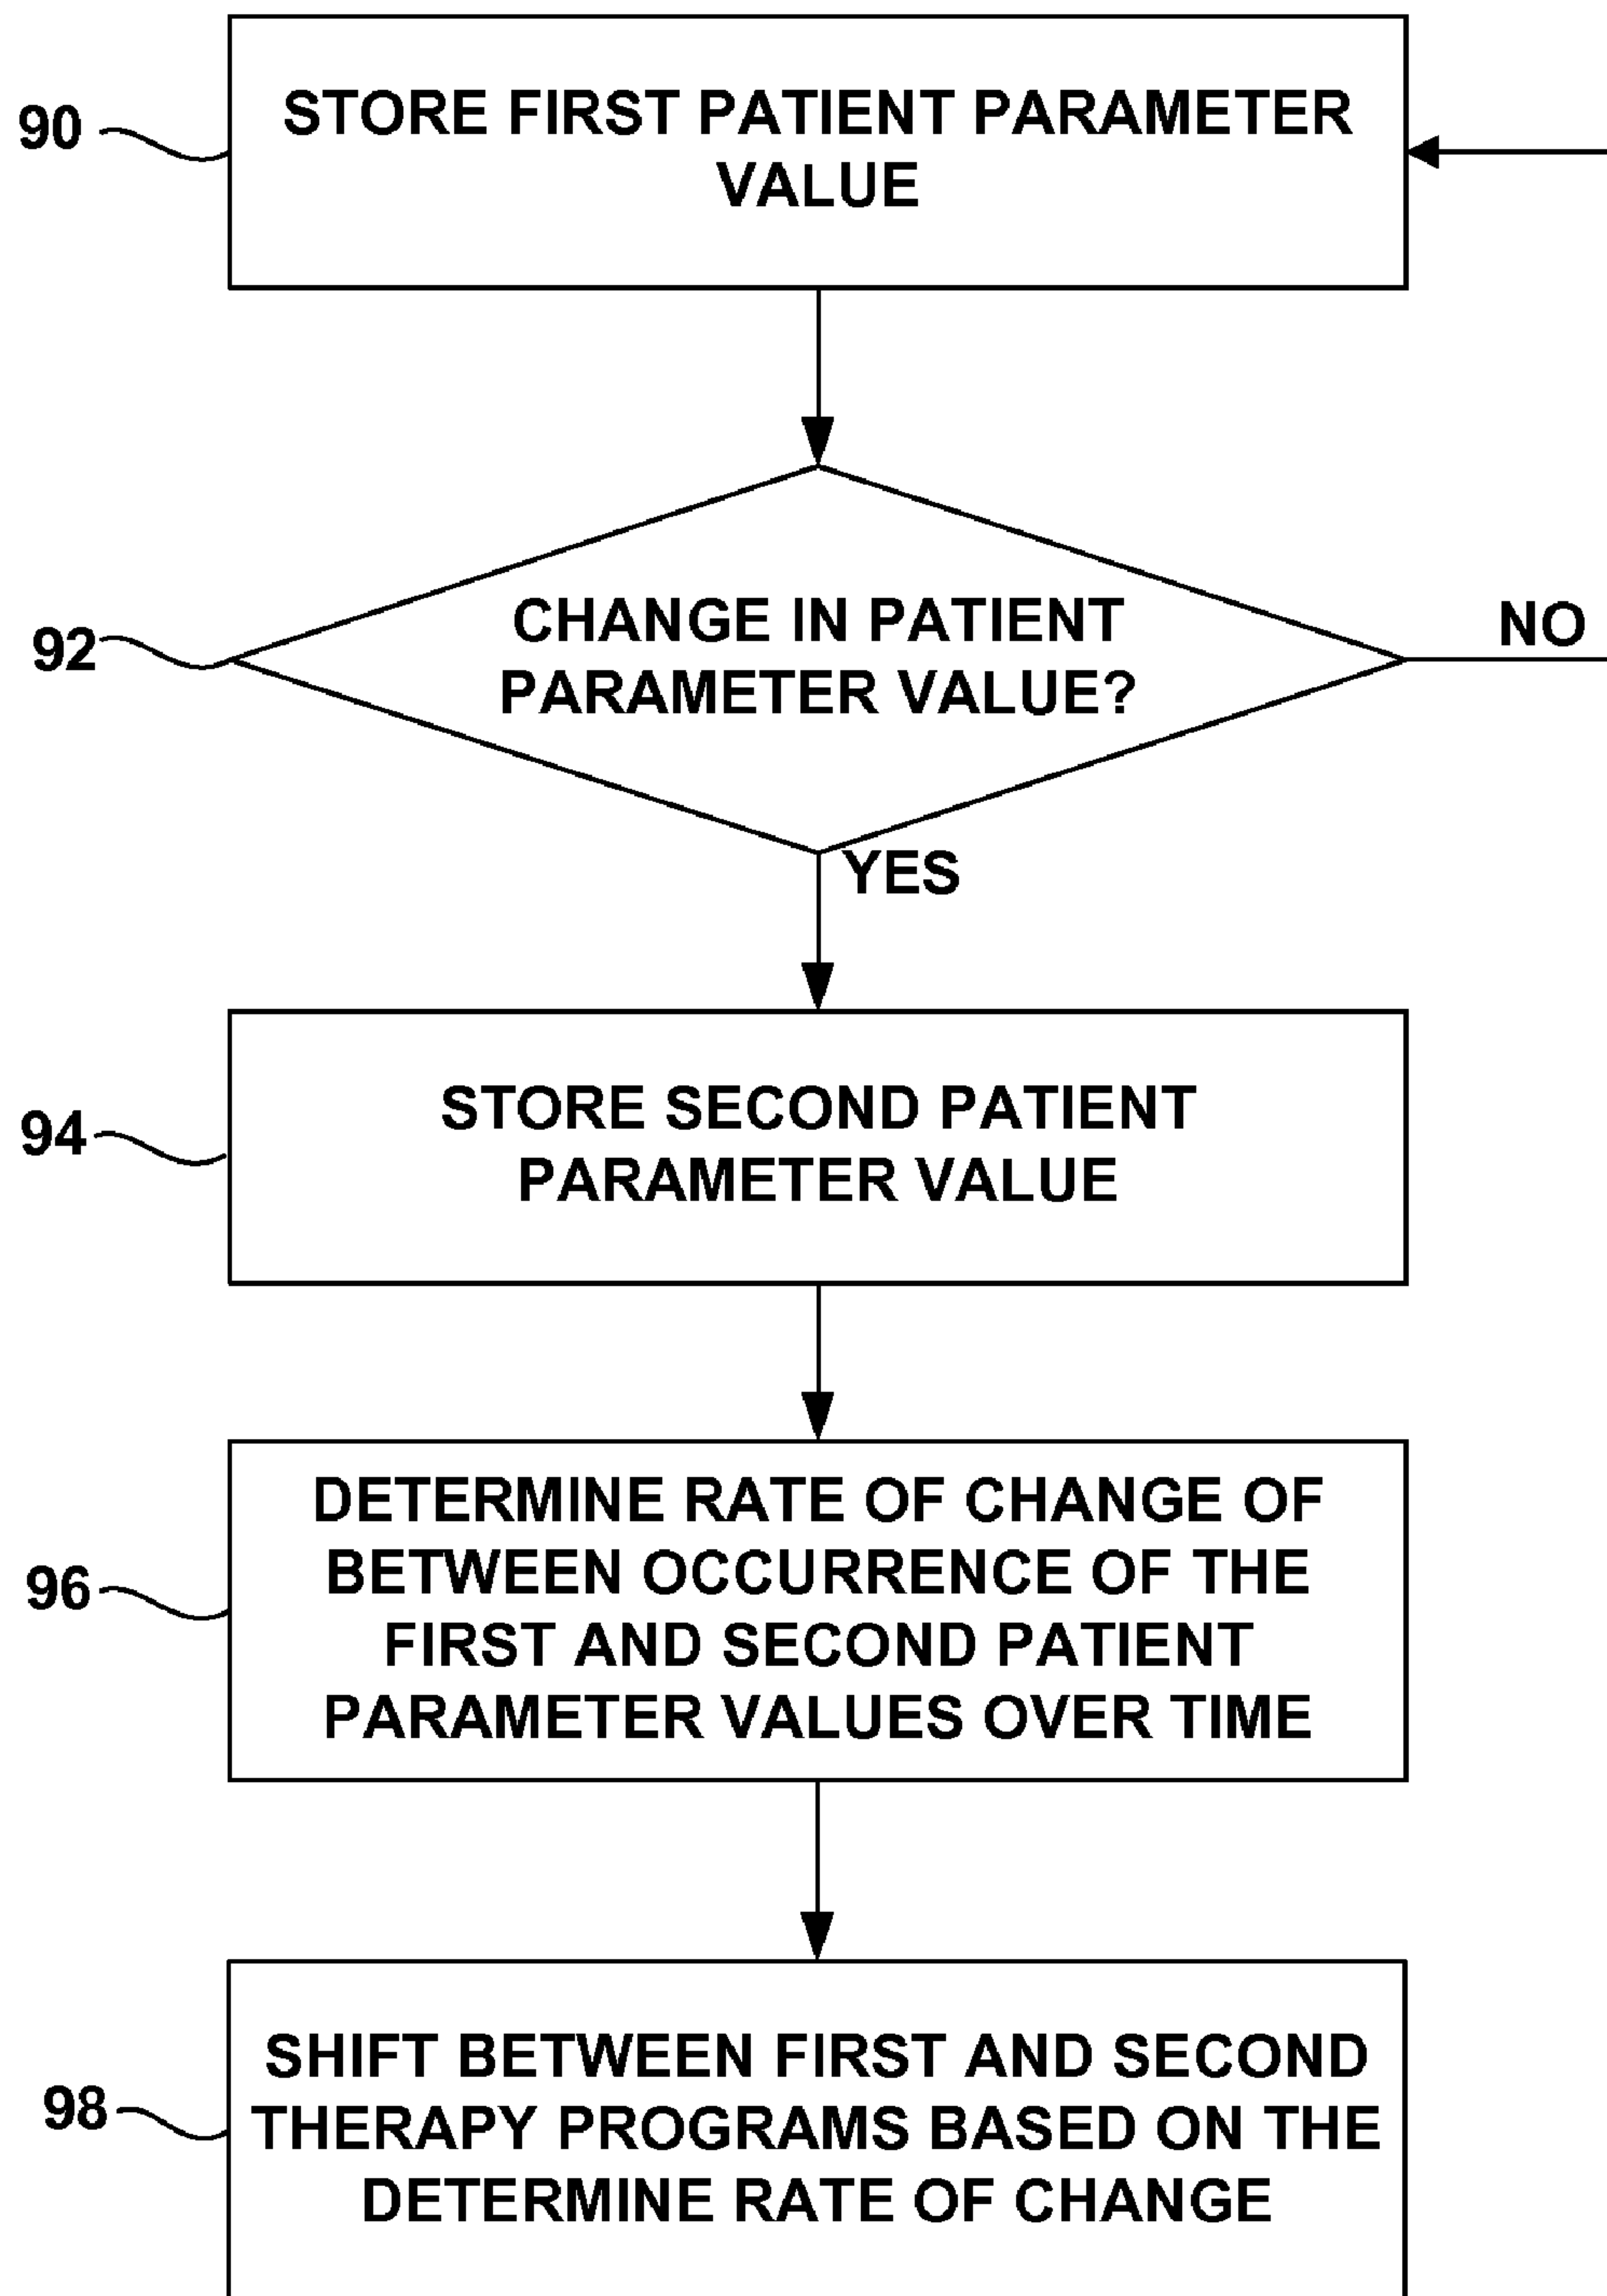 90
STORE FIRST PATIENT PARAMETER
VALUE
92
CHANGE IN PATIENT
PARAMETER VALUE?
NO
YES
94
STORE SECOND PATIENT
PARAMETER VALUE
96
DETERMINE RATE OF CHANGE OF
BETWEEN OCCURRENCE OF THE
FIRST AND SECOND PATIENT
PARAMETER VALUES OVER TIME
98
SHIFT BETWEEN FIRST AND SECOND
THERAPY PROGRAMS BASED ON THE
DETERMINE RATE OF CHANGE